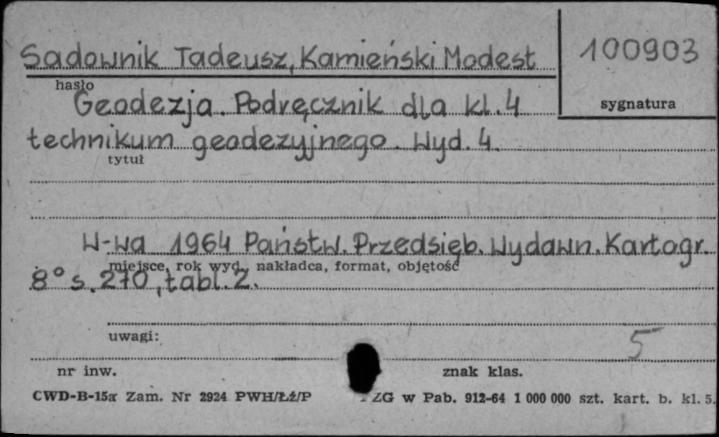 Sadownik Tadeusz, Kamieński Modest
100903
hasło
sygnatura
Geodezja. Podręcznik dla kl. 4
technikum geodezyjnego. Wyd. 4.
tytuł
W-wa 1964 Państw. Przedsięb. Wydawn. Kartogr.
miejsce, rok wyd., nakładca, format, objętość
8° s. 270, tabl. 2.
uwagi:
5
nr inw.
znak klas.
CWD-B-15a Zam. Nr 2924 PWH/Łź/P ZG w Pab. 912-64 1 000 000 szt. kart. b. kl. 5.